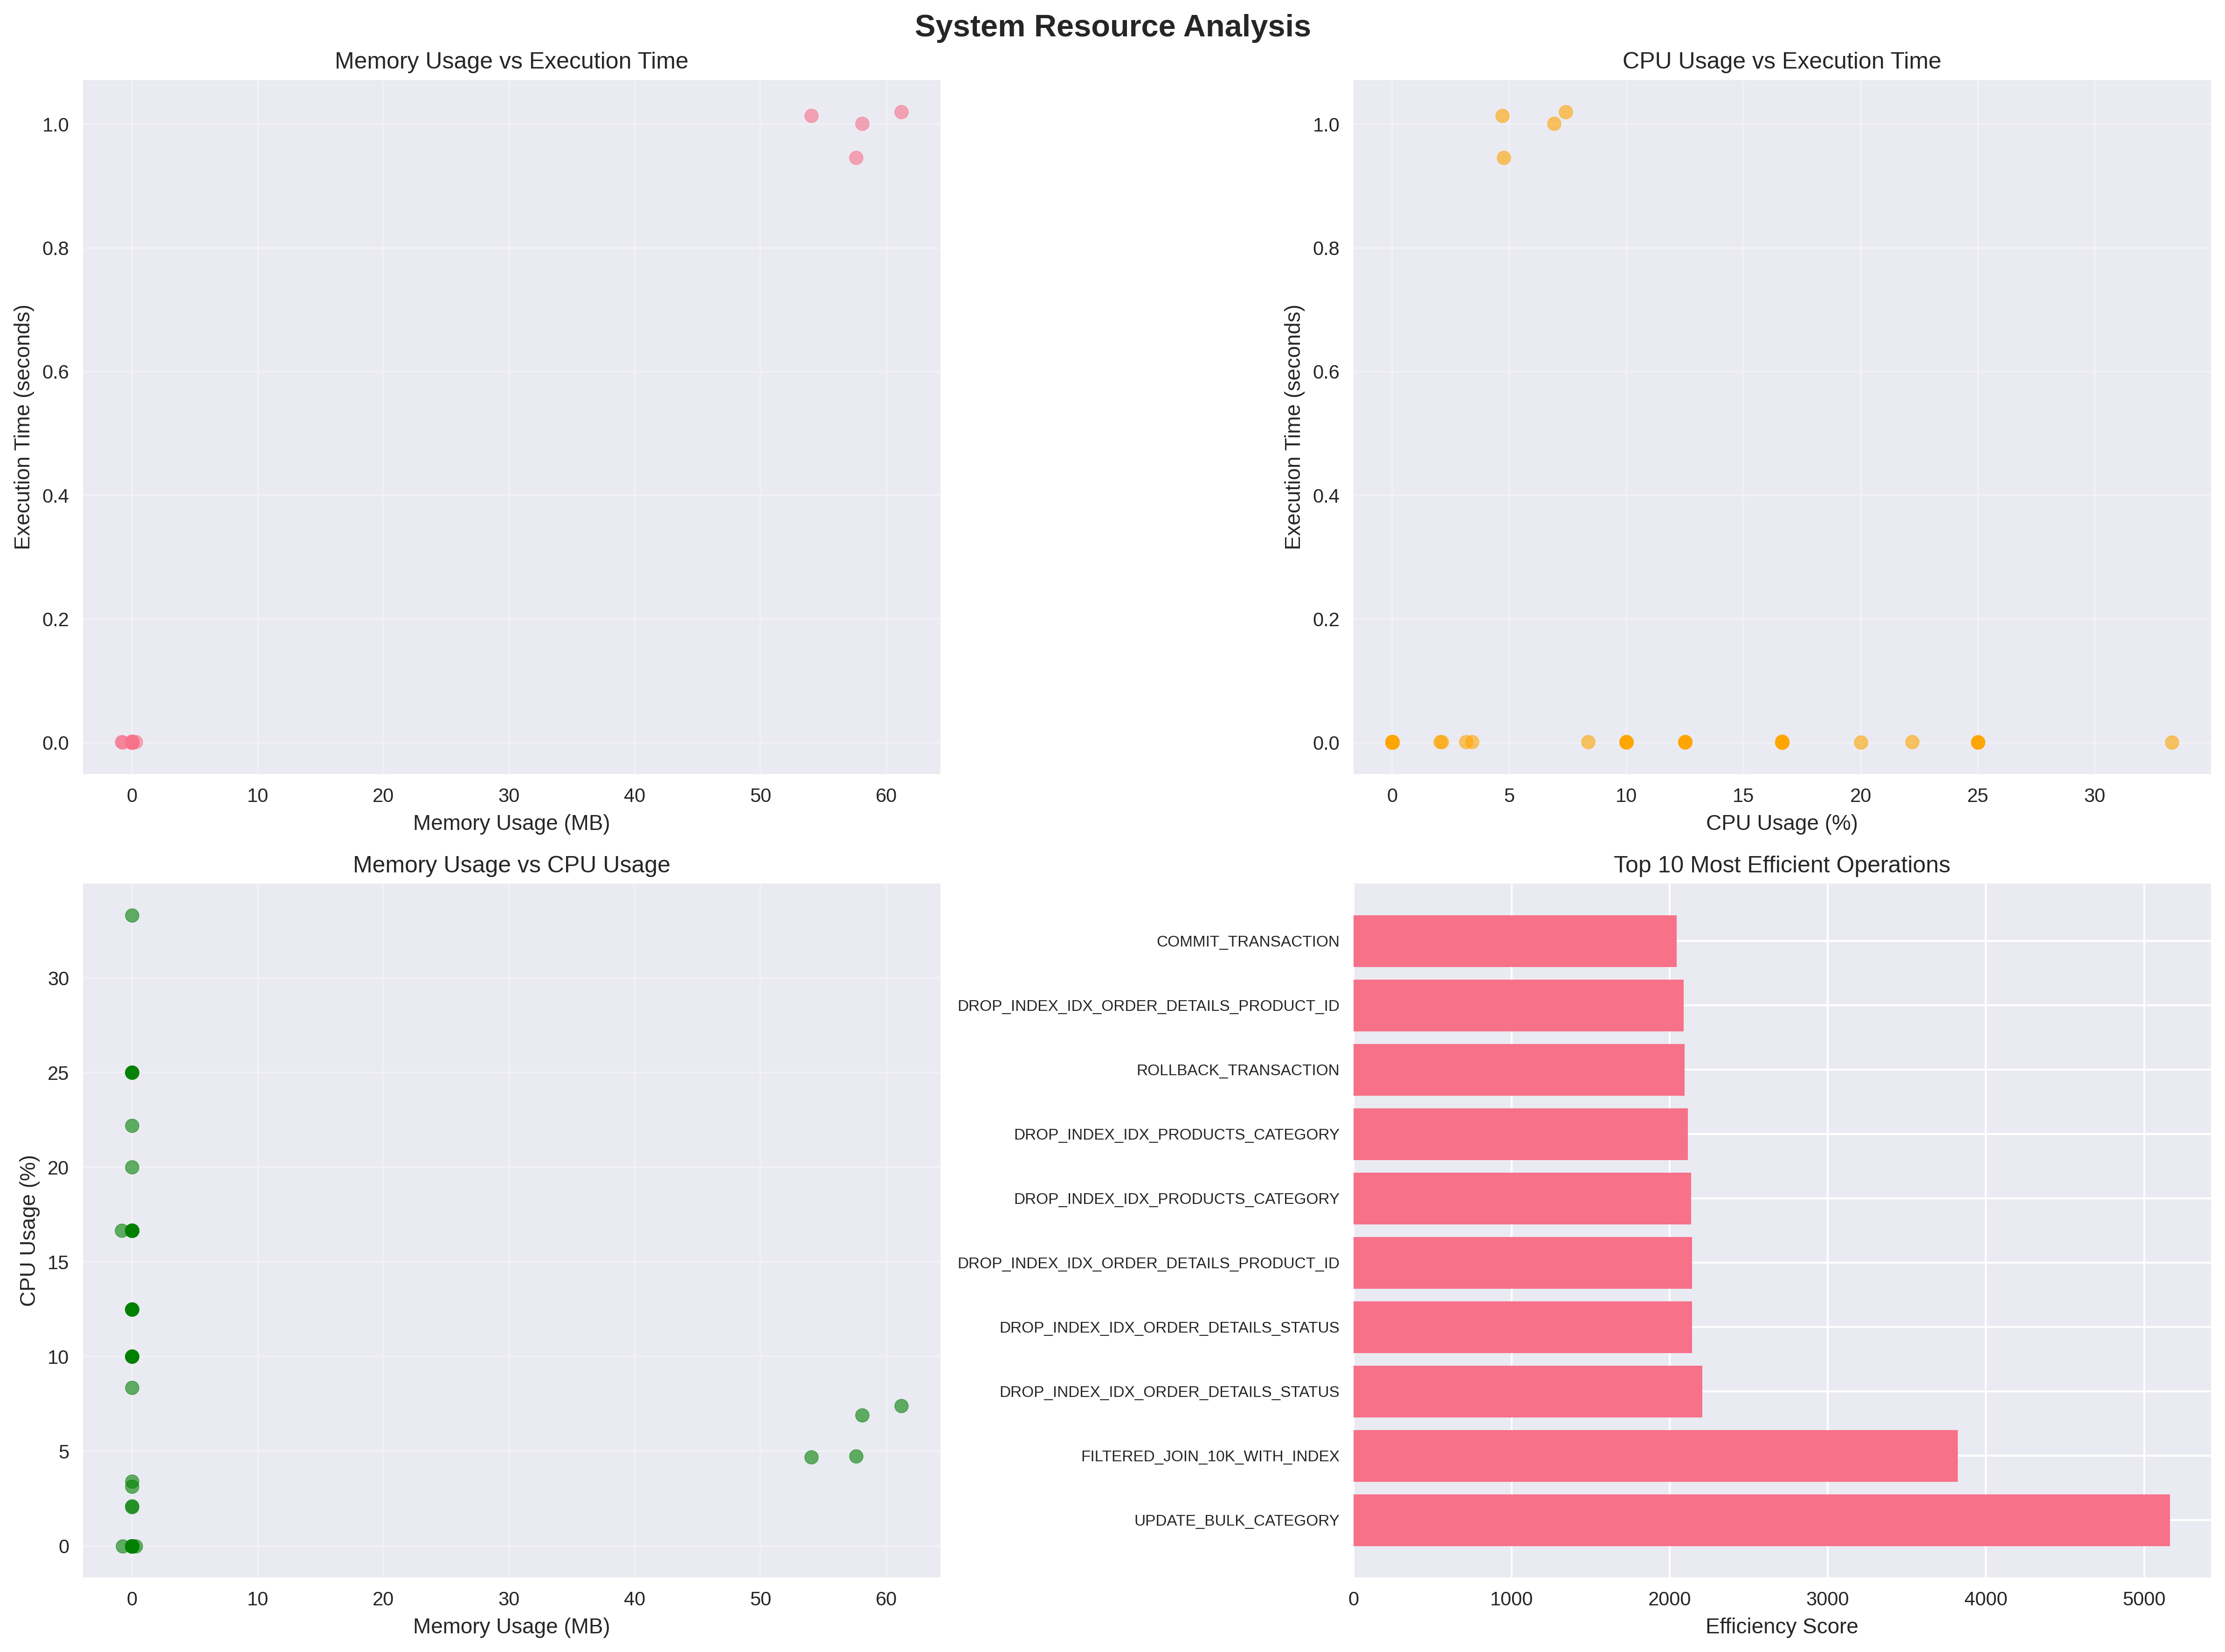 System Resource Analysis
Memory Usage vs Execution Time
1.0
0.8
0.6
0.4
0.2
0.0
Execution Time (seconds)
0 10 20 30 40 50 60
Memory Usage (MB)
CPU Usage vs Execution Time
1.0
0.8
0.6
0.4
0.2
0.0
Execution Time (seconds)
0 5 10 15 20 25 30
CPU Usage (%)
Memory Usage vs CPU Usage
30
25
20
15
10
5
0
CPU Usage (%)
0 10 20 30 40 50 60
Memory Usage (MB)
Top 10 Most Efficient Operations
COMMIT_TRANSACTION
DROP_INDEX_IDX_ORDER_DETAILS_PRODUCT_ID
ROLLBACK_TRANSACTION
DROP_INDEX_IDX_PRODUCTS_CATEGORY
DROP_INDEX_IDX_PRODUCTS_CATEGORY
DROP_INDEX_IDX_ORDER_DETAILS_PRODUCT_ID
DROP_INDEX_IDX_ORDER_DETAILS_STATUS
DROP_INDEX_IDX_ORDER_DETAILS_STATUS
FILTERED_JOIN_10K_WITH_INDEX
UPDATE_BULK_CATEGORY
0 1000 2000 3000 4000 5000
Efficiency Score